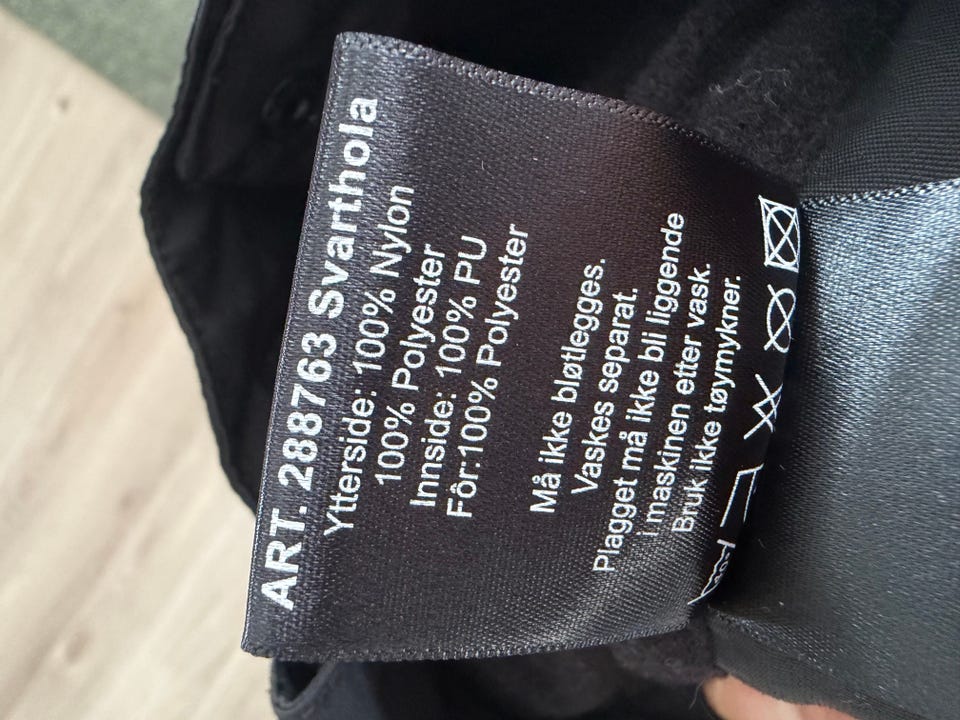 ART. 288763 Svarthola
Ytterside: 100% Nylon
100% Polyester
Innside: 100% PU
Fôr:100% Polyester
Må ikke bløtlegges.
Vaskes separat.
Plagget må ikke bli liggende
i maskinen etter vask.
Bruk ikke tøymykner.